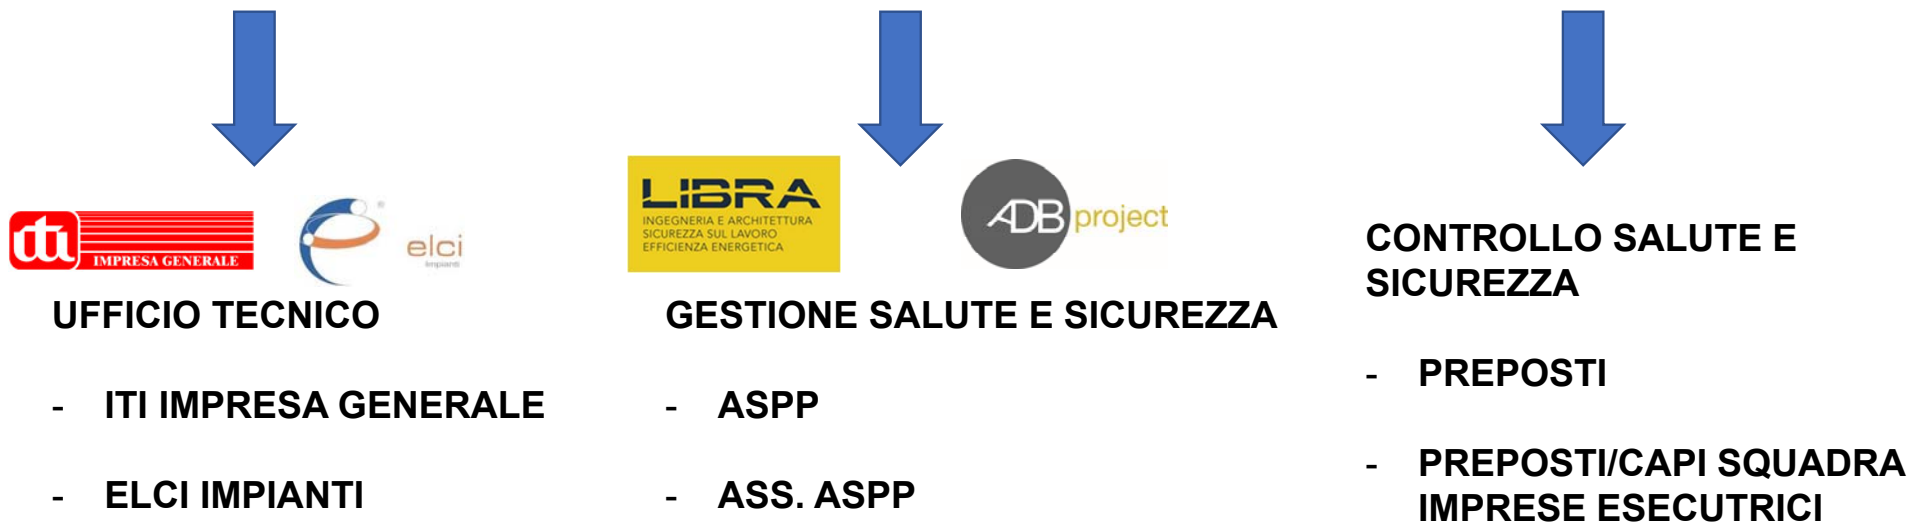 iti
IMPRESA GENERALE
®
elci
impianti
UFFICIO TECNICO
- ITI IMPRESA GENERALE
- ELCI IMPIANTI
LIBRA
INGEGNERIA E ARCHITETTURA
SICUREZZA SUL LAVORO
EFFICIENZA ENERGETICA
ADB project
GESTIONE SALUTE E SICUREZZA
- ASPP
- ASS. ASPP
CONTROLLO SALUTE E
SICUREZZA
- PREPOSTI
- PREPOSTI/CAPI SQUADRA
IMPRESE ESECUTRICI